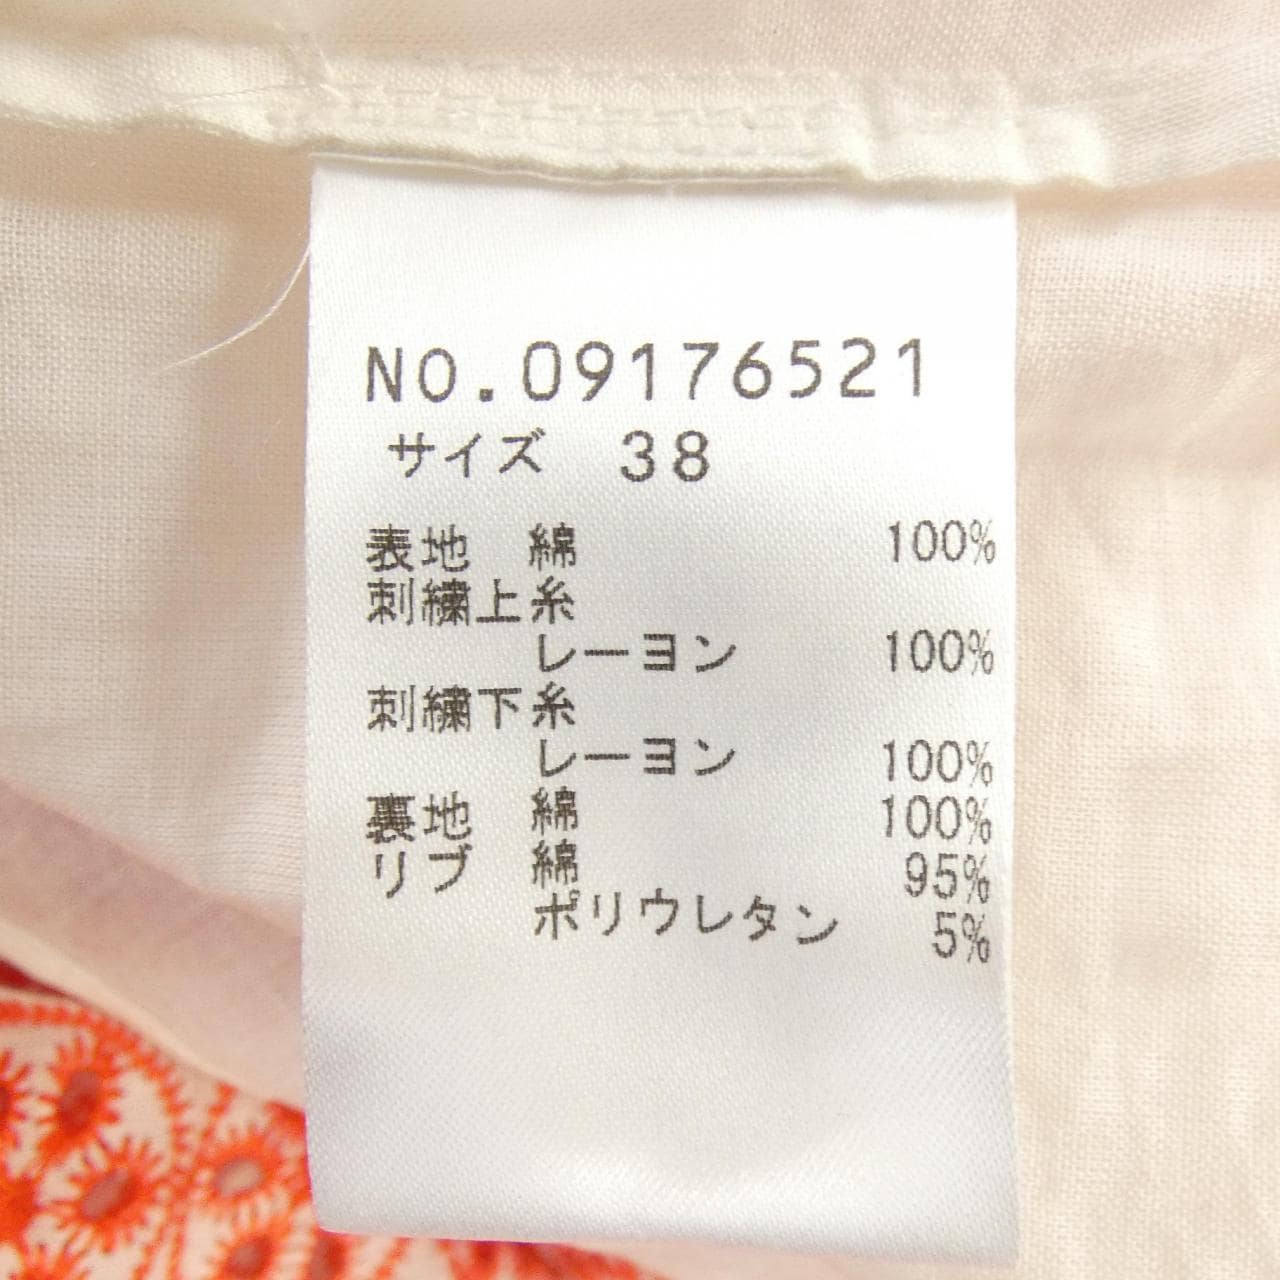 NO.09176521
サイズ 38
表地 綿 100%
刺繍上糸
レーヨン 100%
刺繍下糸
レーヨン 100%
裏地 綿 100%
リブ 綿 95%
ポリウレタン 5%